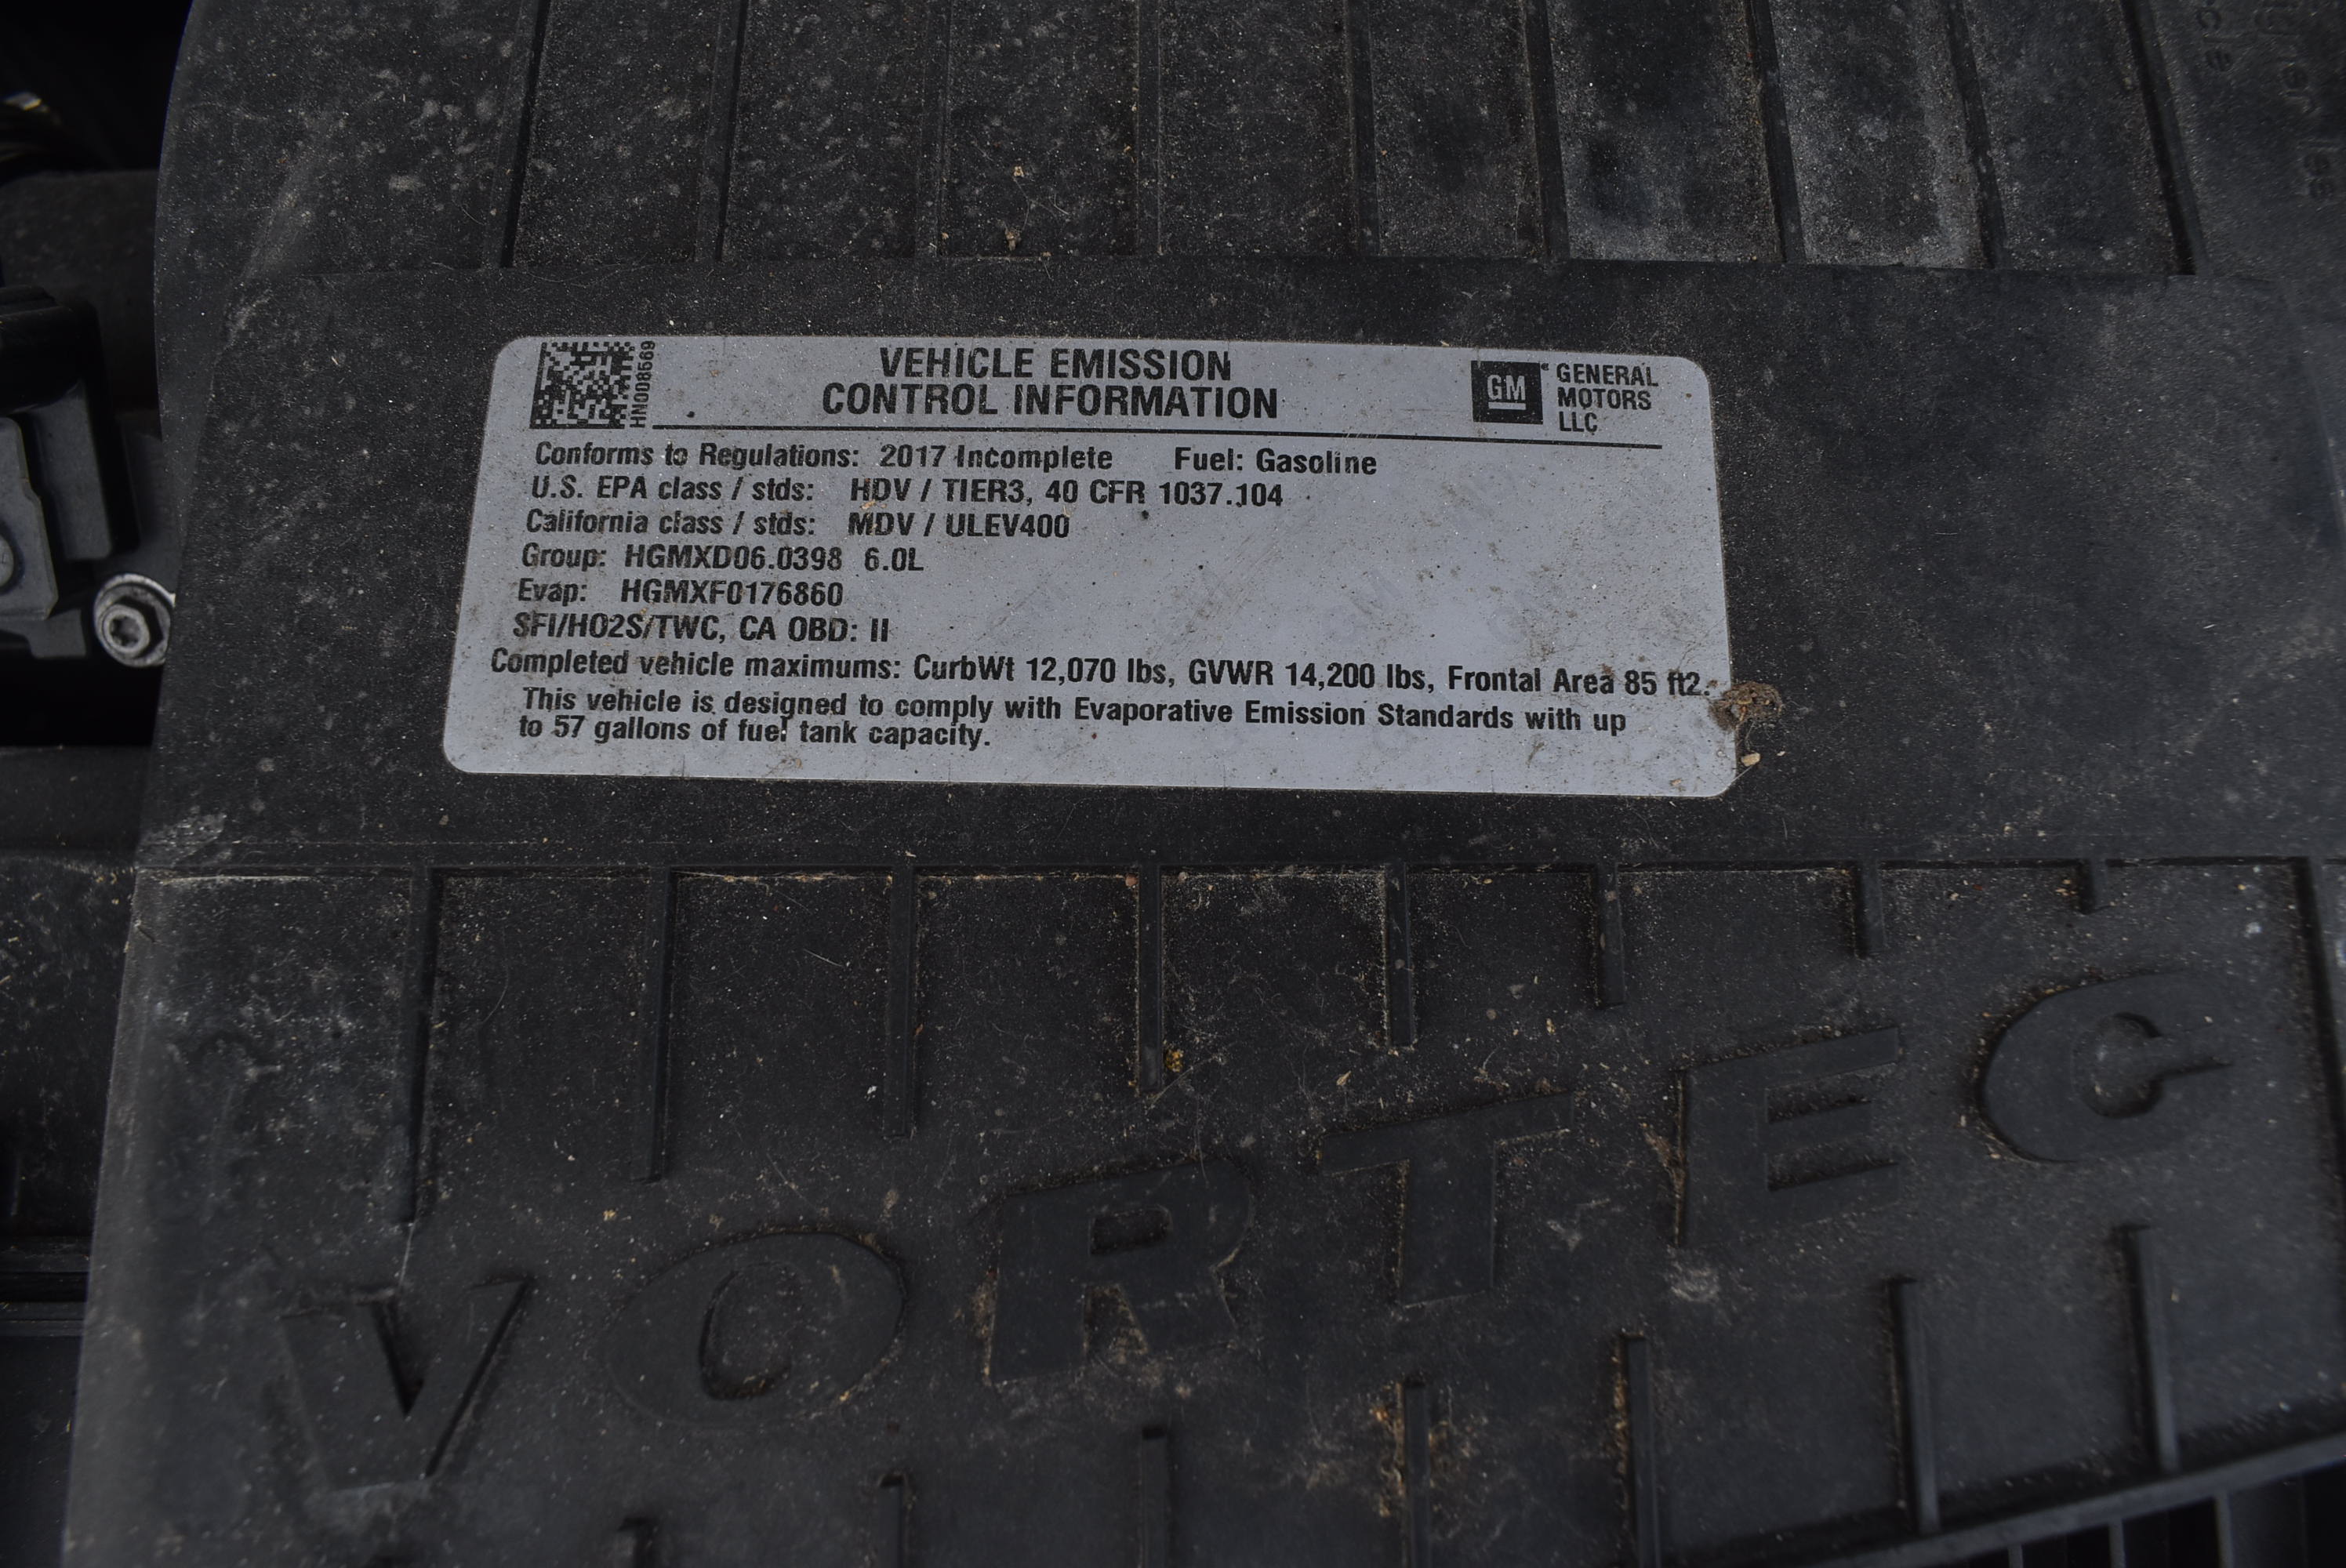 HN008569
VEHICLE EMISSION
CONTROL INFORMATION
GM
GENERAL
MOTORS
LLC
Conforms to Regulations: 2017 Incomplete Fuel: Gasoline
U.S. EPA class / stds: HDV / TIER3, 40 CFR 1037.104
California class / stds: MDV / ULEV400
Group: HGMXD06.0398 6.0L
Evap: HGMXF0176860
SFI/HO2S/TWC, CA OBD: II
Completed vehicle maximums: CurbWt 12,070 lbs, GVWR 14,200 lbs, Frontal Area 85 ft2.
This vehicle is designed to comply with Evaporative Emission Standards with up
to 57 gallons of fuel tank capacity.
VORTEC